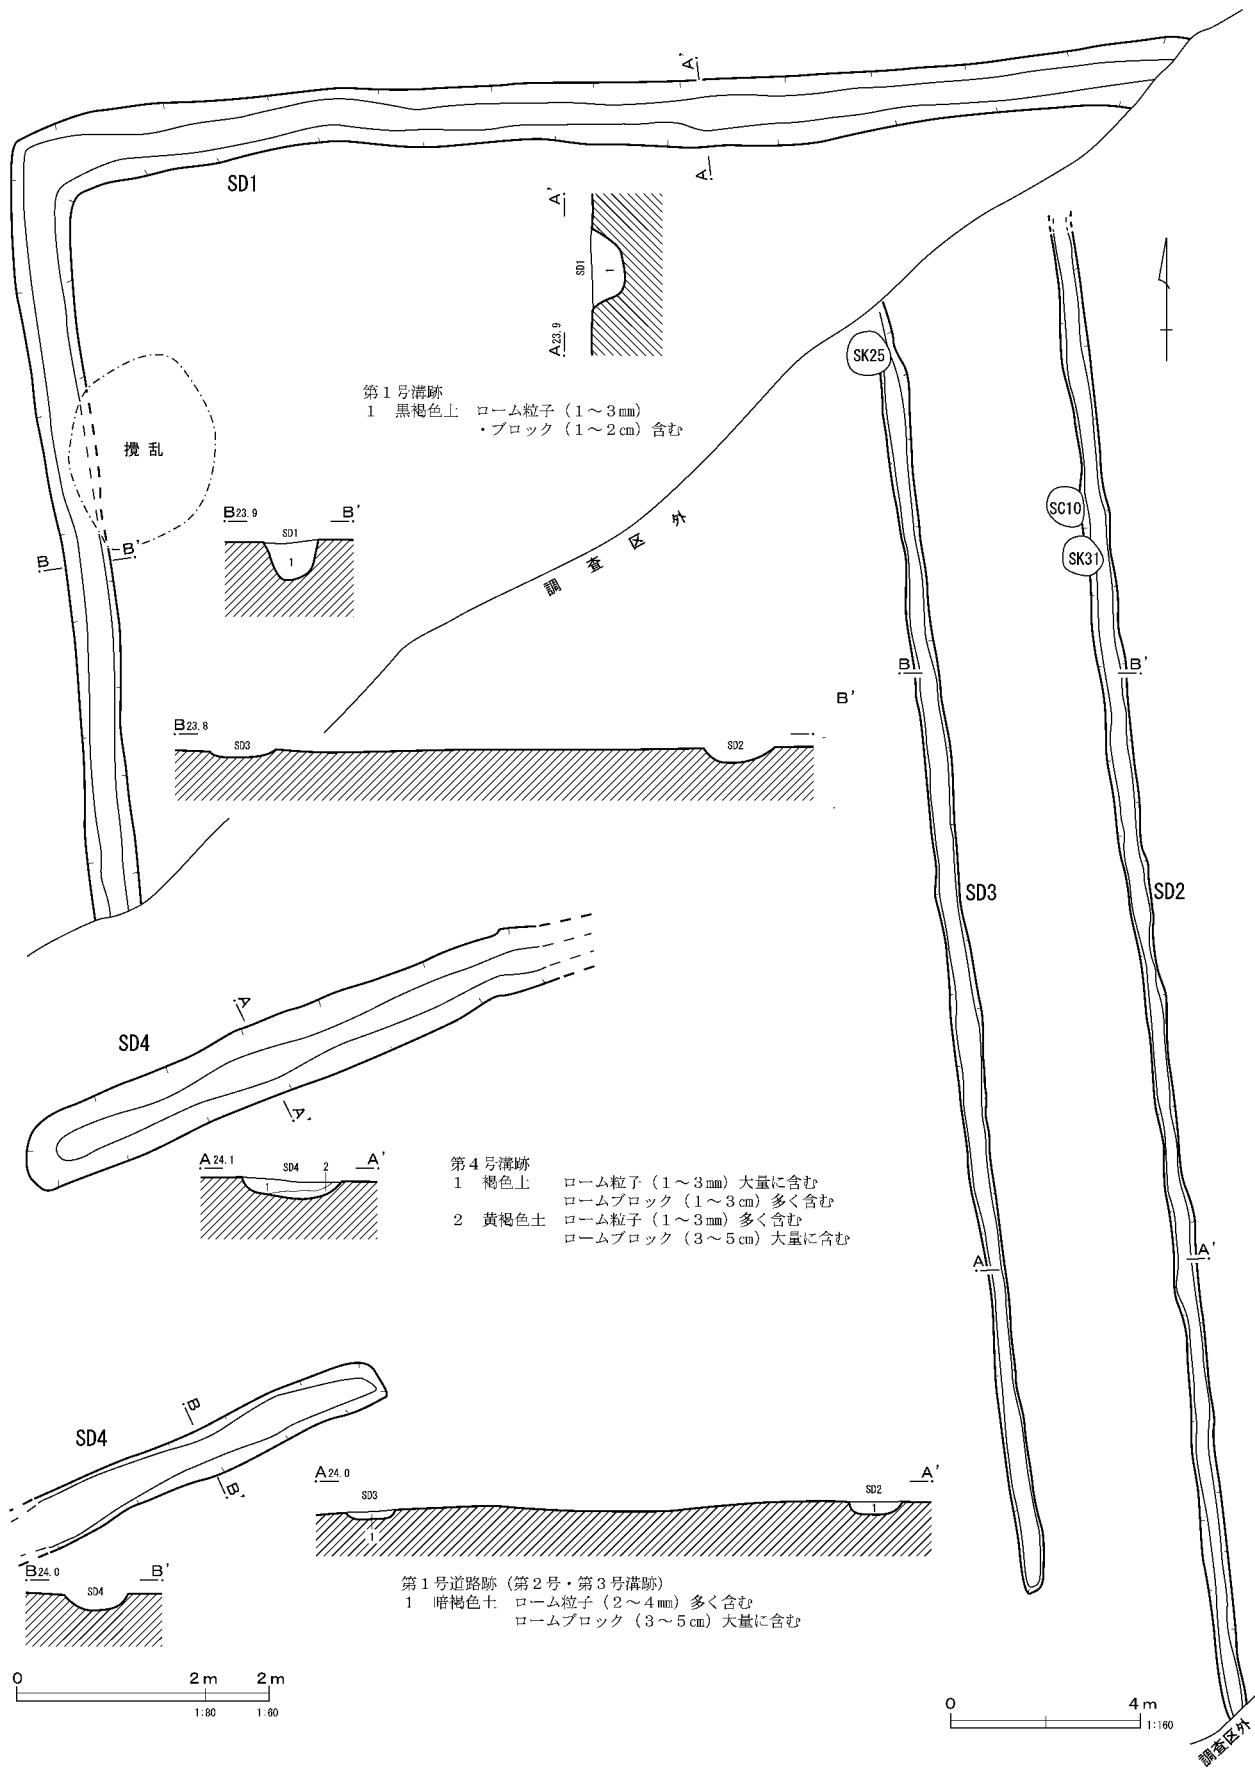 A'
A
SD1
A'
SD1
1
A23.9
SK25
第１号溝跡
１　黒褐色土　ローム粒子（１～３㎜）
・ブロック（１～２㎝）含む
攪乱
SC10
B23.9
B'
SD1
1
調査区外
SK31
B
B'
B
B'
B'
B23.8
SD3
SD2
SD3
SD2
A
SD4
A'
A24.1
SD4
2
A'
1
第４号溝跡
１　褐色土　ローム粒子（１～３㎜）大量に含む
ロームブロック（１～３㎝）多く含む
２　黄褐色土　ローム粒子（１～３㎜）多く含む
ロームブロック（３～５㎝）大量に含む
A
A'
B
SD4
B'
A24.0
A'
SD3
SD2
1
1
B24.0
B'
SD4
第１号道路跡（第２号・第３号溝跡）
１　暗褐色土　ローム粒子（２～４㎜）多く含む
ロームブロック（３～５㎝）大量に含む
0 2m 2m
1:80 1:60
0 4m
1:160
調査区外